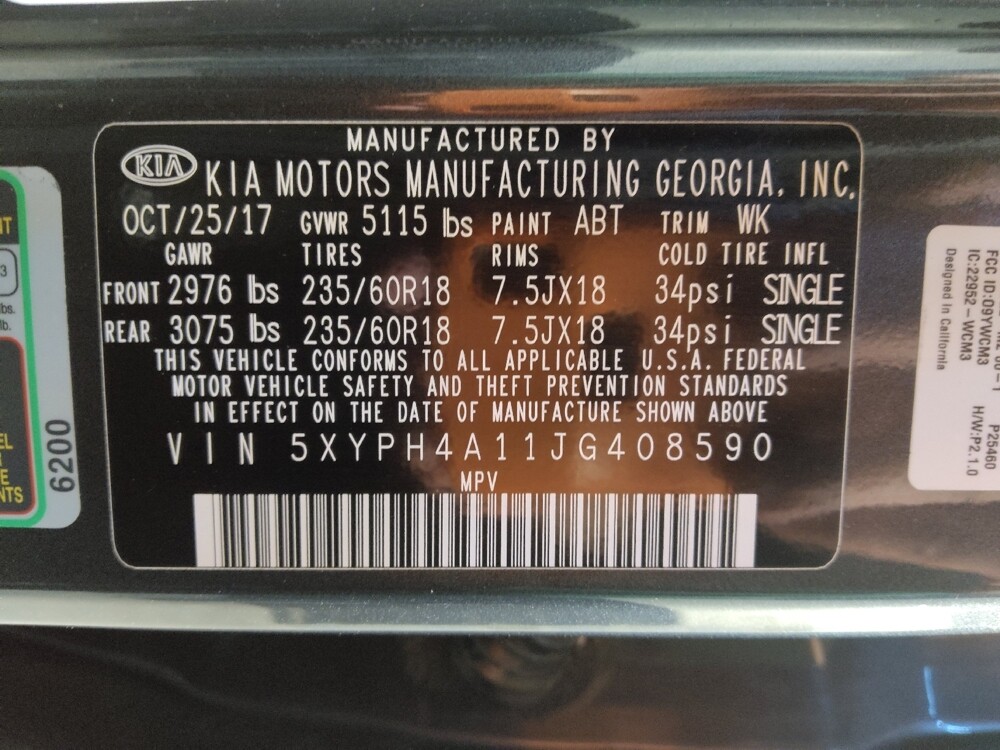 MANUFACTURED BY
KIA KIA MOTORS MANUFACTURING GEORGIA, INC.
OCT/25/17 GVWR 5115 lbs PAINT ABT TRIM WK
GAWR TIRES RIMS COLD TIRE INFL
FRONT 2976 lbs 235/60R18 7.5JX18 34psi SINGLE
REAR 3075 lbs 235/60R18 7.5JX18 34psi SINGLE
THIS VEHICLE CONFORMS TO ALL APPLICABLE U.S.A. FEDERAL
MOTOR VEHICLE SAFETY AND THEFT PREVENTION STANDARDS
IN EFFECT ON THE DATE OF MANUFACTURE SHOWN ABOVE
VIN 5XYPH4A11JG408590
MPV
6200
P25460
FCC ID:O9YWCM3 H/W:P2.1.0
IC:22952-WCM3
Designed in California